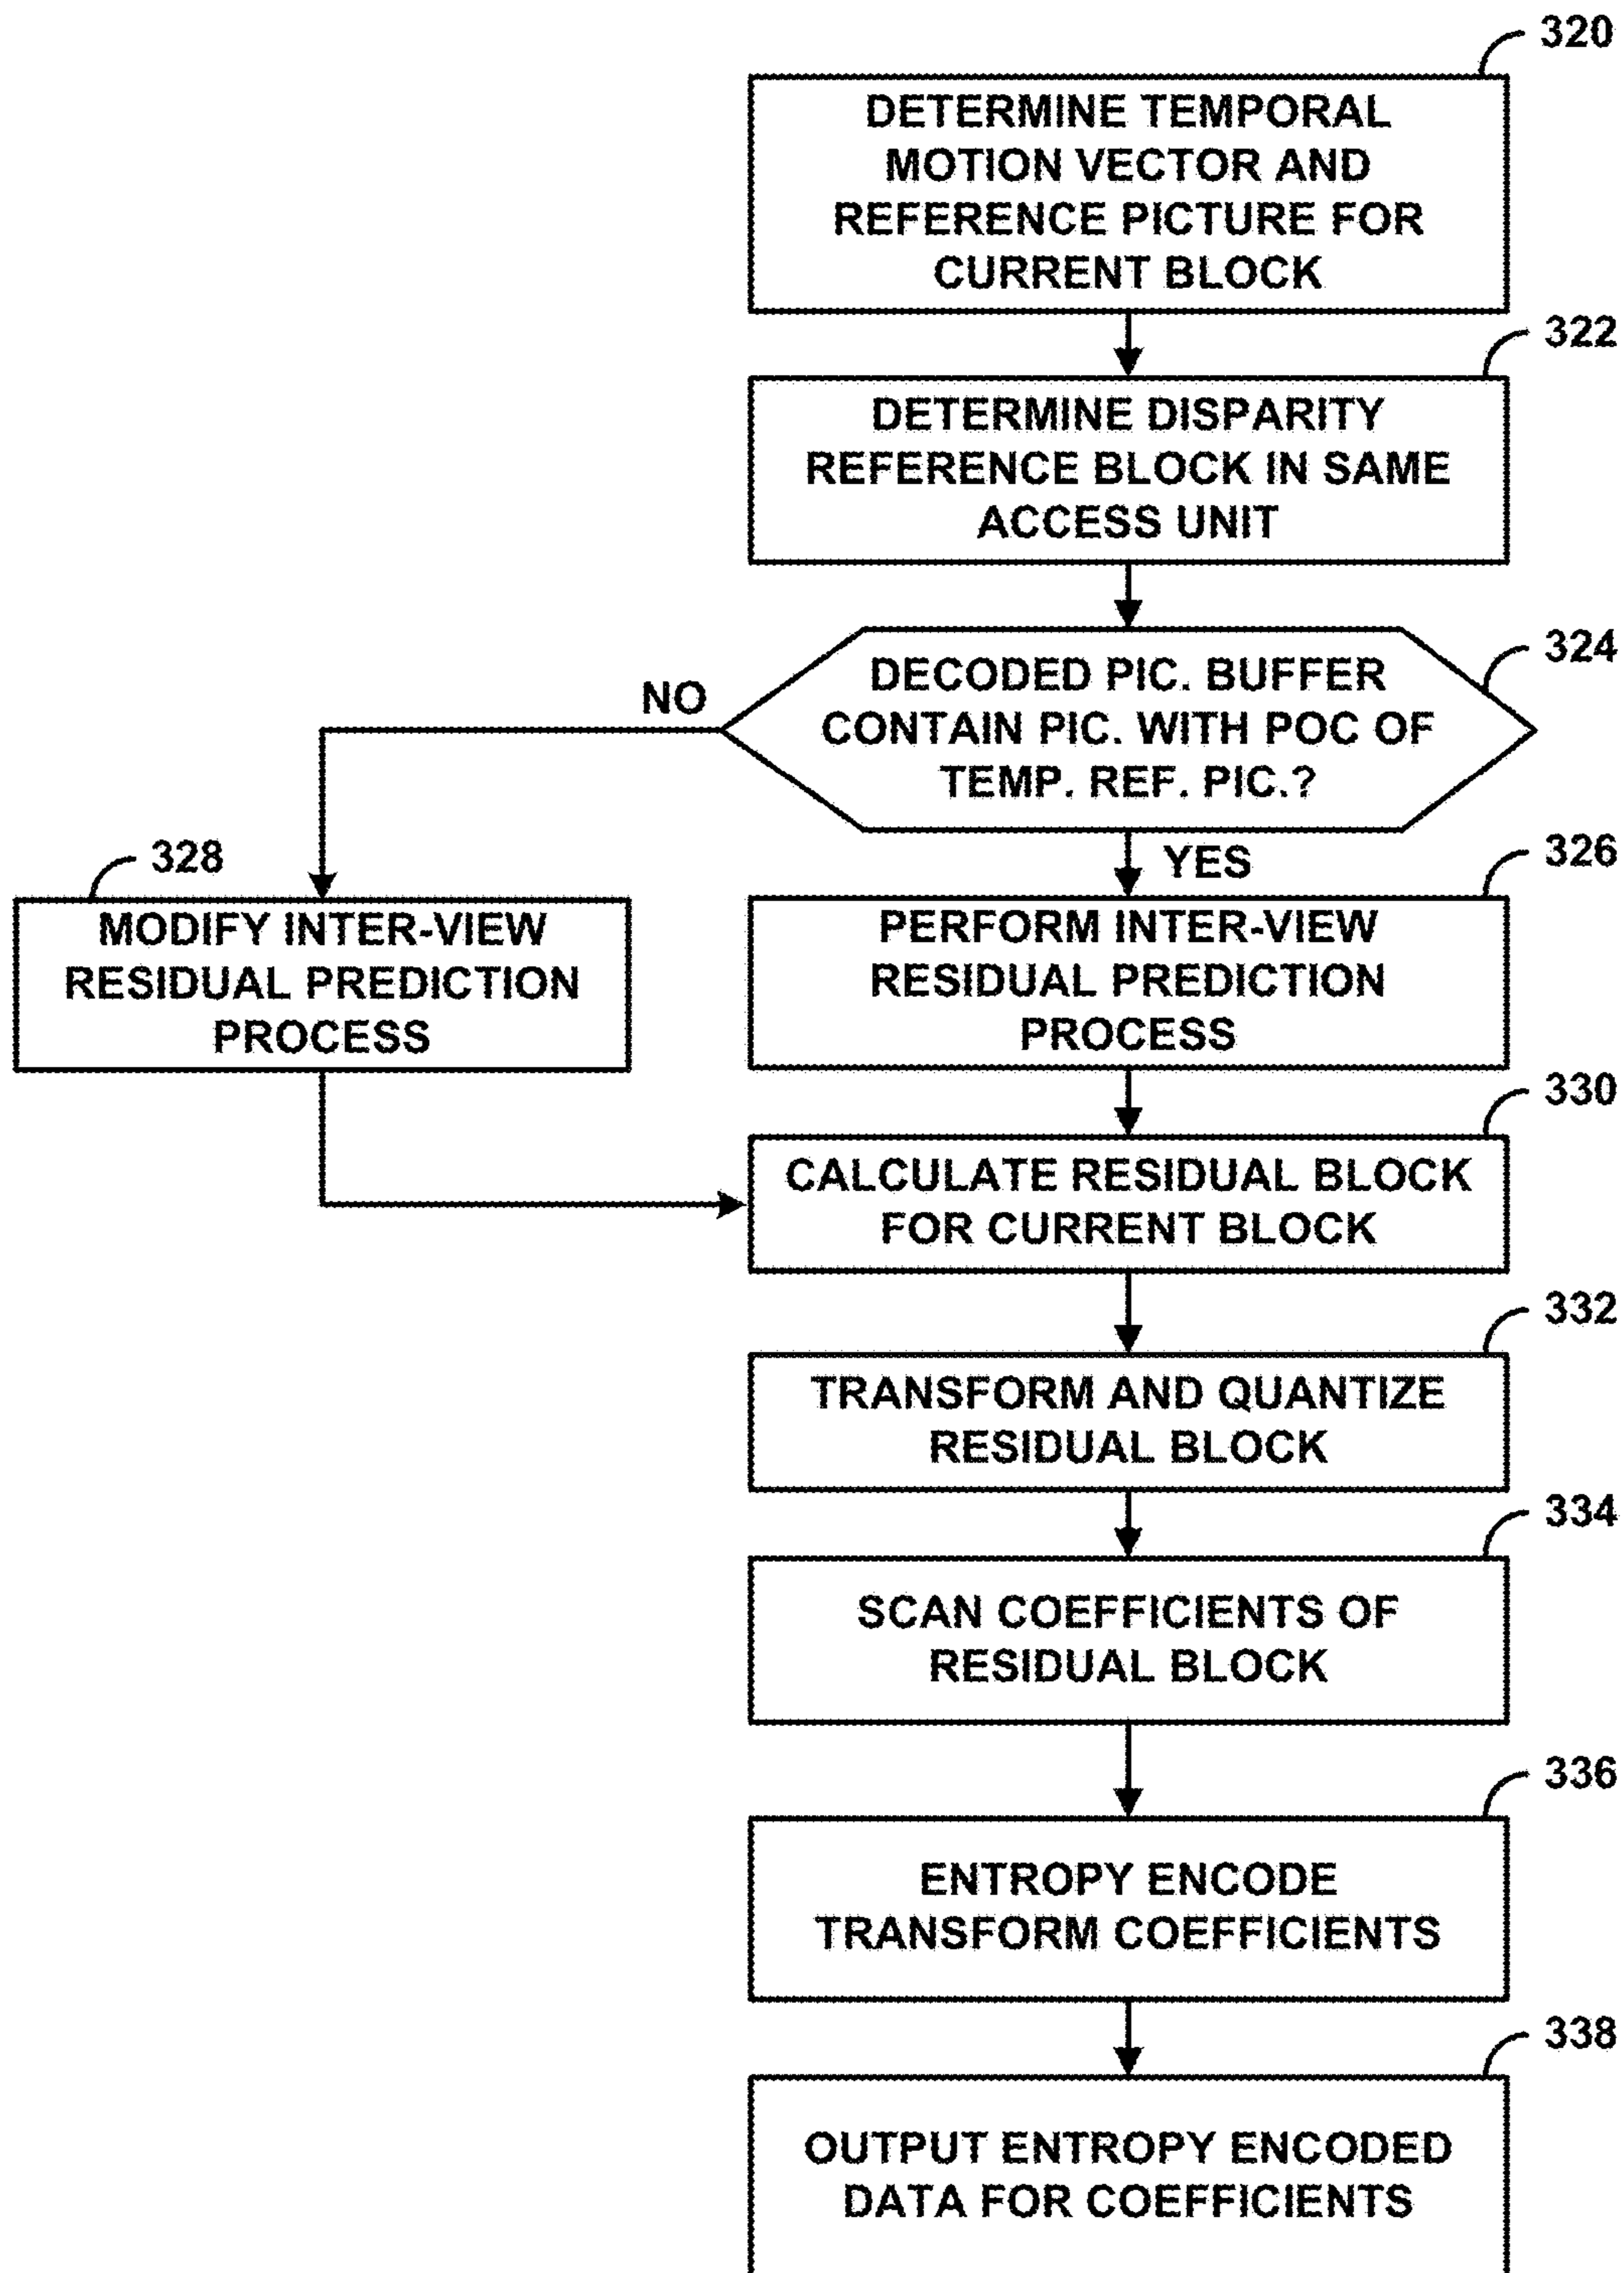 320
DETERMINE TEMPORAL
MOTION VECTOR AND
REFERENCE PICTURE FOR
CURRENT BLOCK
322
DETERMINE DISPARITY
REFERENCE BLOCK IN SAME
ACCESS UNIT
324
DECODED PIC. BUFFER
CONTAIN PIC. WITH POC OF
TEMP. REF. PIC.?
NO
YES
328
MODIFY INTER-VIEW
RESIDUAL PREDICTION
PROCESS
326
PERFORM INTER-VIEW
RESIDUAL PREDICTION
PROCESS
330
CALCULATE RESIDUAL BLOCK
FOR CURRENT BLOCK
332
TRANSFORM AND QUANTIZE
RESIDUAL BLOCK
334
SCAN COEFFICIENTS OF
RESIDUAL BLOCK
336
ENTROPY ENCODE
TRANSFORM COEFFICIENTS
338
OUTPUT ENTROPY ENCODED
DATA FOR COEFFICIENTS